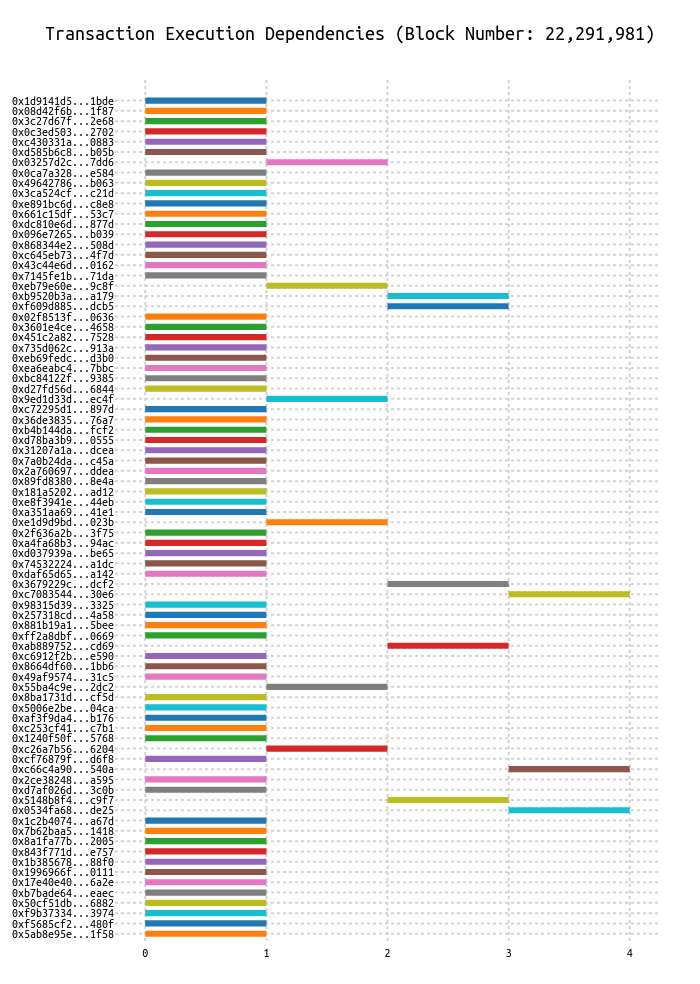 Transaction Execution Dependencies (Block Number: 22,291,981)
0x1d9141d5...1bde
0x08d42f6b...1f87
0x3c27d67f...2e68
0x0c3ed503...2702
0xc430331a...0883
0xd585b6c8...b05b
0x03257d2c...7dd6
0x0ca7a328...e584
0x49642786...b063
0x3ca524cf...c21d
0xe891bc6d...c8e8
0x661c15df...53c7
0xdc810e6d...877d
0x096e7265...b039
0x868344e2...508d
0xc645eb73...4f7d
0x43c44e6d...0162
0x7145fe1b...71da
0xeb79e60e...9c8f
0xb9520b3a...a179
0xf609d885...dcb5
0x02f8513f...0636
0x3601e4ce...4658
0x451c2a82...7528
0x735d062c...913a
0xeb69fedc...d3b0
0xea6eabc4...7bbc
0xbc84122f...9385
0xd27fd56d...6844
0x9ed1d33d...ec4f
0xc72295d1...897d
0x36de3835...76a7
0xb4b144da...fcf2
0xd78ba3b9...0555
0x31207a1a...dcea
0x7a0b24da...c45a
0x2a760697...ddea
0x89fd8380...8e4a
0x181a5202...ad12
0xe8f3941e...44eb
0xa351aa69...41e1
0xe1d9d9bd...023b
0x2f636a2b...3f75
0xa4fa68b3...94ac
0xd037939a...be65
0x74532224...a1dc
0xdaf65d65...a142
0x3679229c...dcf2
0xc7083544...30e6
0x98315d39...3325
0x257318cd...4a58
0x881b19a1...5bee
0xff2a8dbf...0669
0xab889752...cd69
0xc6912f2b...e590
0x8664df60...1bb6
0x49af9574...31c5
0x55ba4c9e...2dc2
0x8ba1731d...cf5d
0x5006e2be...04ca
0xaf3f9da4...b176
0xc253cf41...c7b1
0x1240f50f...5768
0xc26a7b56...6204
0xcf76879f...d6f8
0xc66c4a90...540a
0x2ce38248...a595
0xd7af026d...3c0b
0x5148b8f4...c9f7
0x0534fa68...de25
0x1c2b4074...a67d
0x7b62baa5...1418
0x8a1fa77b...2005
0x843f771d...e757
0x1b385678...88f0
0x1996966f...0111
0x17e40e40...6a2e
0xb7bade64...eaec
0x50cf51db...6882
0xf9b37334...3974
0xf5685cf2...480f
0x5ab8e95e...1f58
0 1 2 3 4